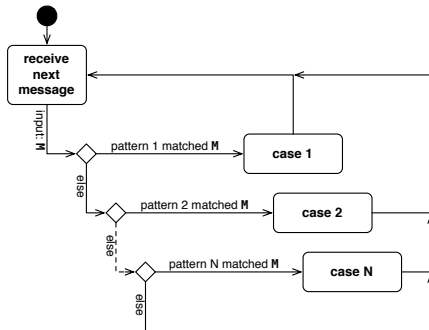 receive
next
message
input: M
pattern 1 matched M
case 1
else
pattern 2 matched M
case 2
else
pattern N matched M
case N
else